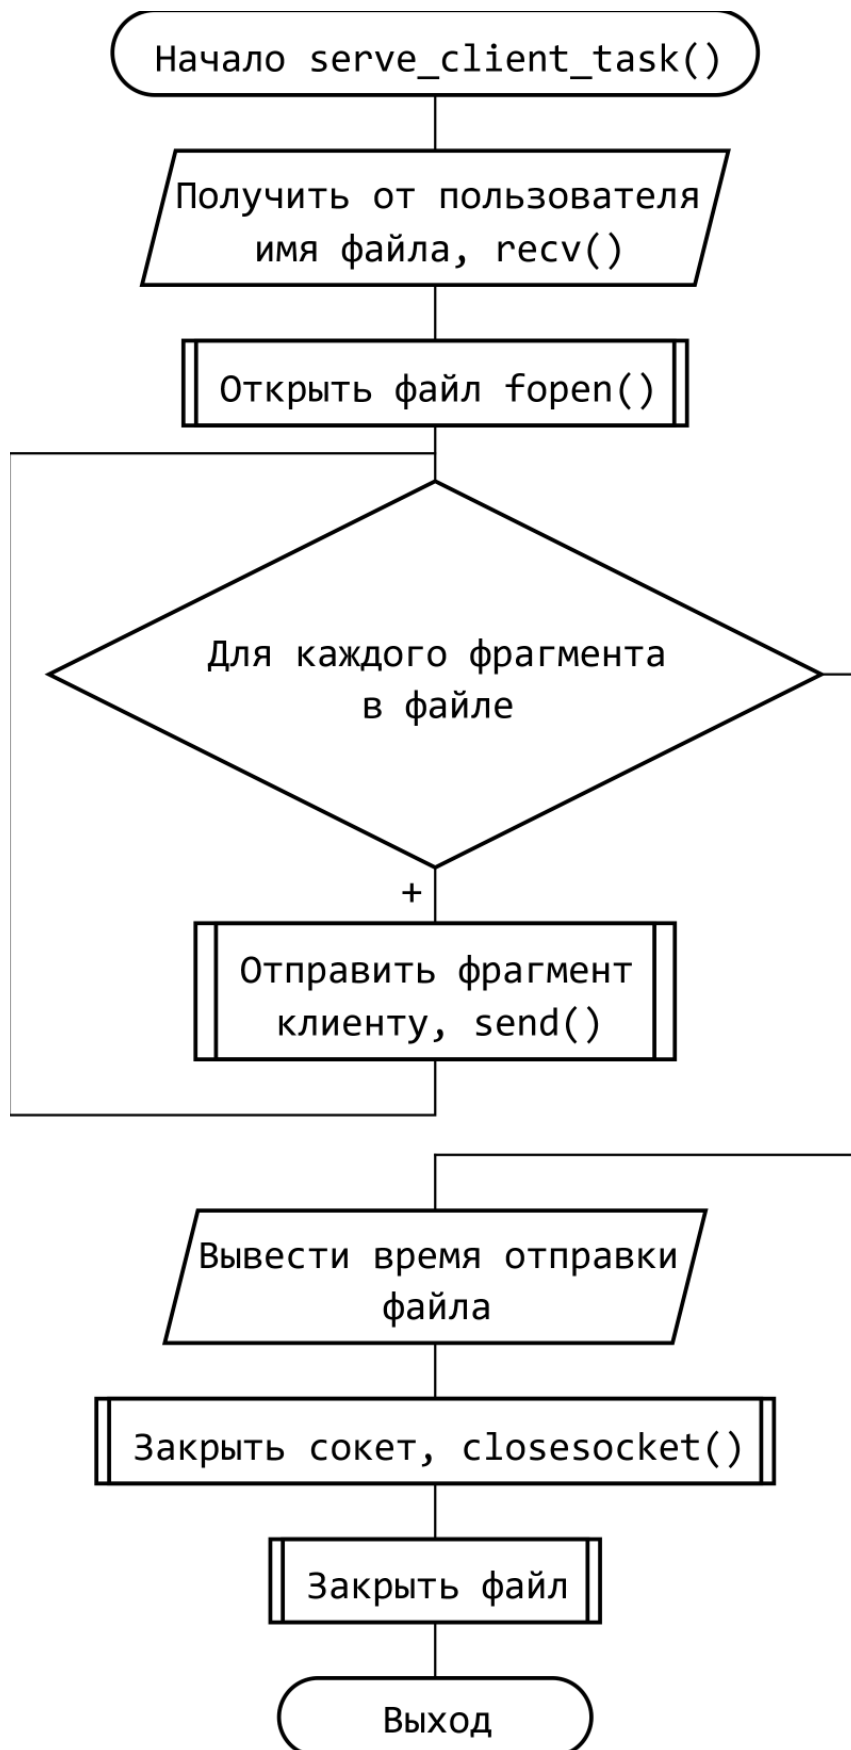 Начало serve_client_task()
Получить от пользователя
имя файла, recv()
Открыть файл fopen()
Для каждого фрагмента
в файле
+
Отправить фрагмент
клиенту, send()
Вывести время отправки
файла
Закрыть сокет, closesocket()
Закрыть файл
Выход